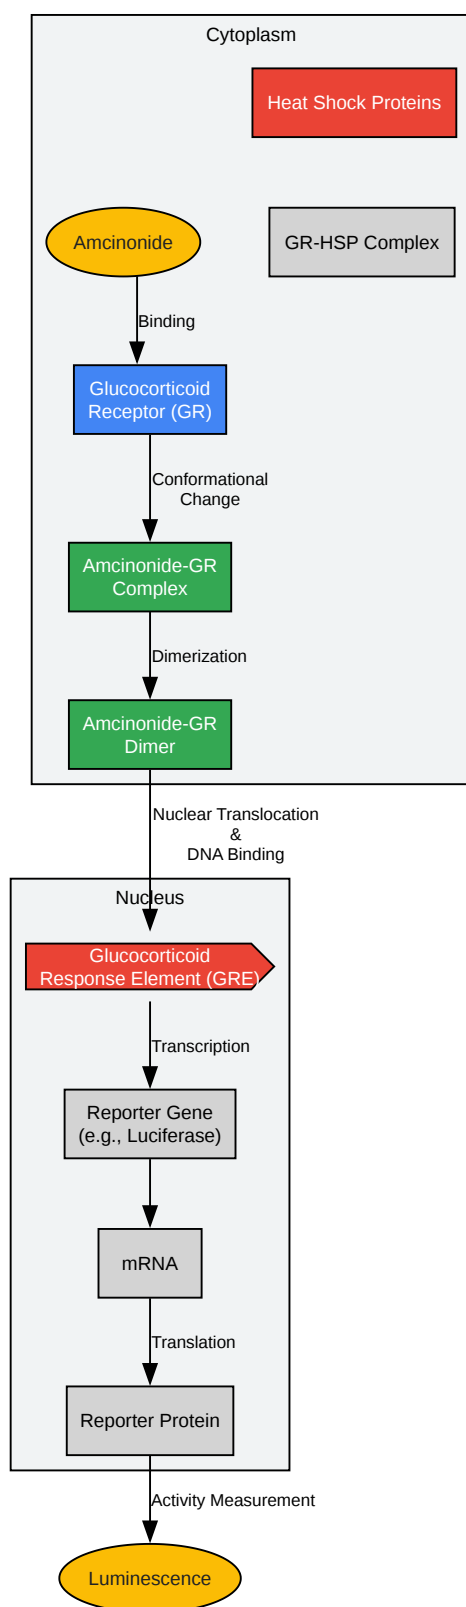 Cytoplasm
Heat Shock Proteins
Amcinonide
GR-HSP Complex
Binding
Glucocorticoid
Receptor (GR)
Conformational
Change
Amcinonide-GR
Complex
Dimerization
Amcinonide-GR
Dimer
Nuclear Translocation
&
DNA Binding
Nucleus
Glucocorticoid
Response Element (GRE)
Transcription
Reporter Gene
(e.g., Luciferase)
mRNA
Translation
Reporter Protein
Activity Measurement
Luminescence